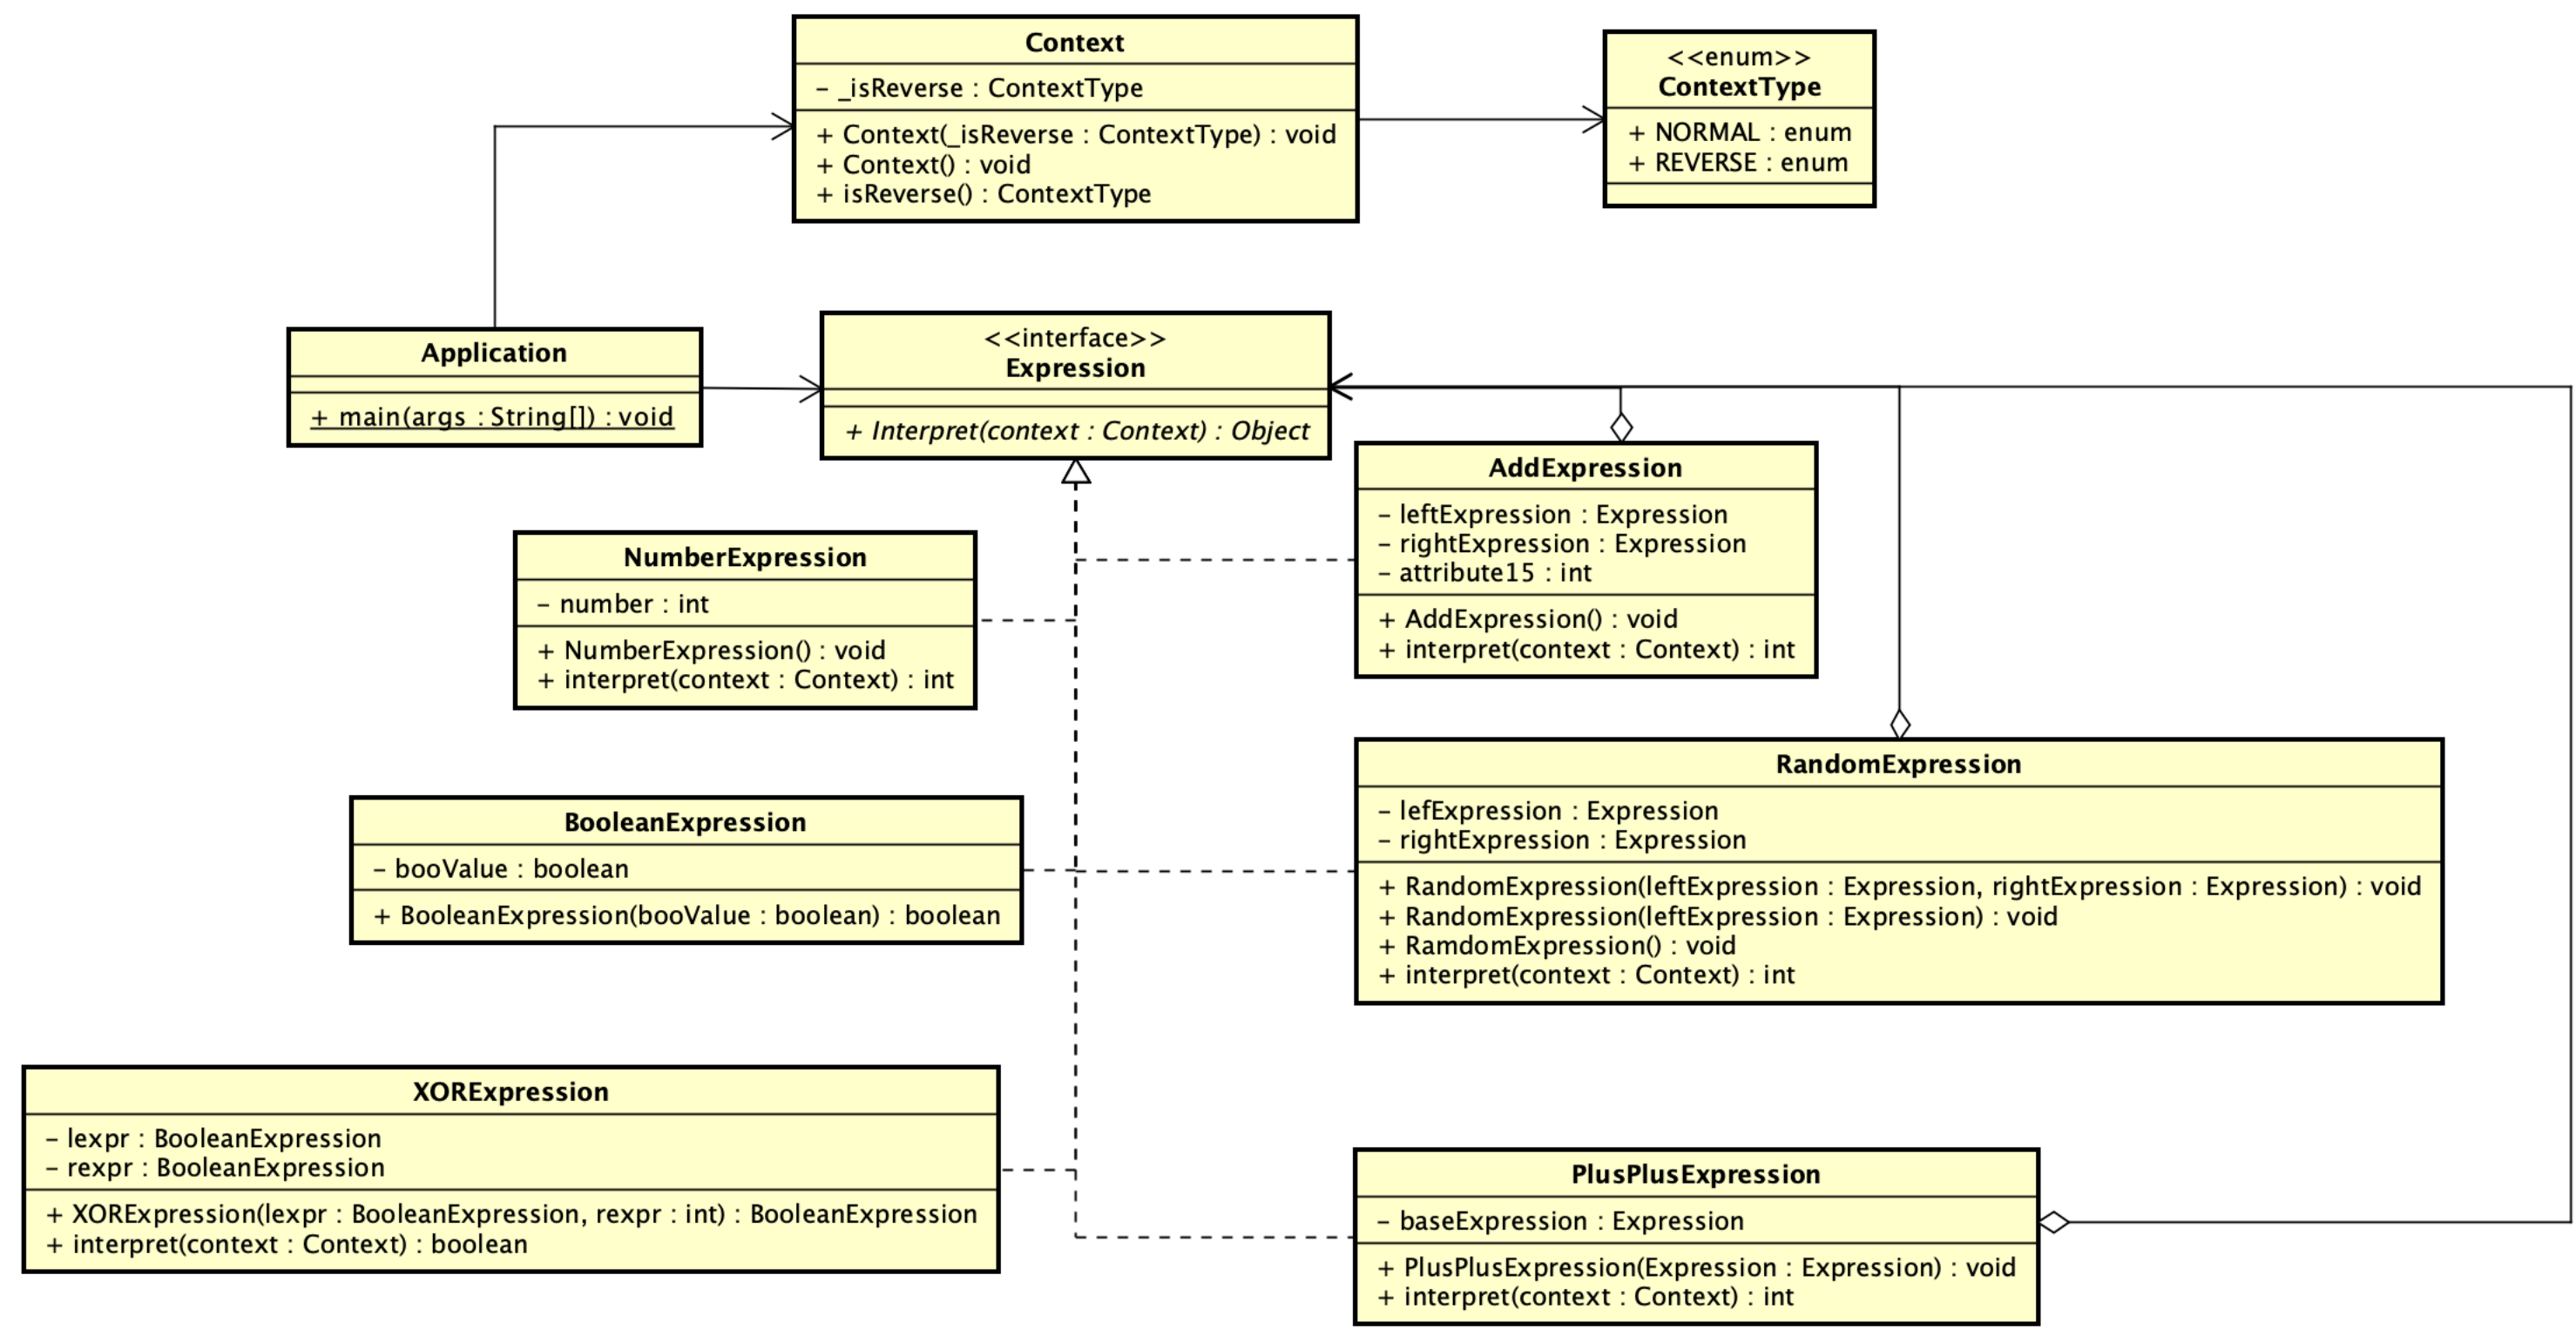 Context
- _isReverse : ContextType
+ Context(_isReverse : ContextType) : void
+ Context() : void
+ isReverse() : ContextType
<<enum>>
ContextType
+ NORMAL : enum
+ REVERSE : enum
Application
+ main(args : String[]) : void
<<interface>>
Expression
+ Interpret(context : Context) : Object
AddExpression
- leftExpression : Expression
- rightExpression : Expression
- attribute15 : int
+ AddExpression() : void
+ interpret(context : Context) : int
NumberExpression
- number : int
+ NumberExpression() : void
+ interpret(context : Context) : int
RandomExpression
- lefExpression : Expression
- rightExpression : Expression
+ RandomExpression(leftExpression : Expression, rightExpression : Expression) : void
+ RandomExpression(leftExpression : Expression) : void
+ RamdomExpression() : void
+ interpret(context : Context) : int
BooleanExpression
- booValue : boolean
+ BooleanExpression(booValue : boolean) : boolean
XORExpression
- lexpr : BooleanExpression
- rexpr : BooleanExpression
+ XORExpression(lexpr : BooleanExpression, rexpr : int) : BooleanExpression
+ interpret(context : Context) : boolean
PlusPlusExpression
- baseExpression : Expression
+ PlusPlusExpression(Expression : Expression) : void
+ interpret(context : Context) : int